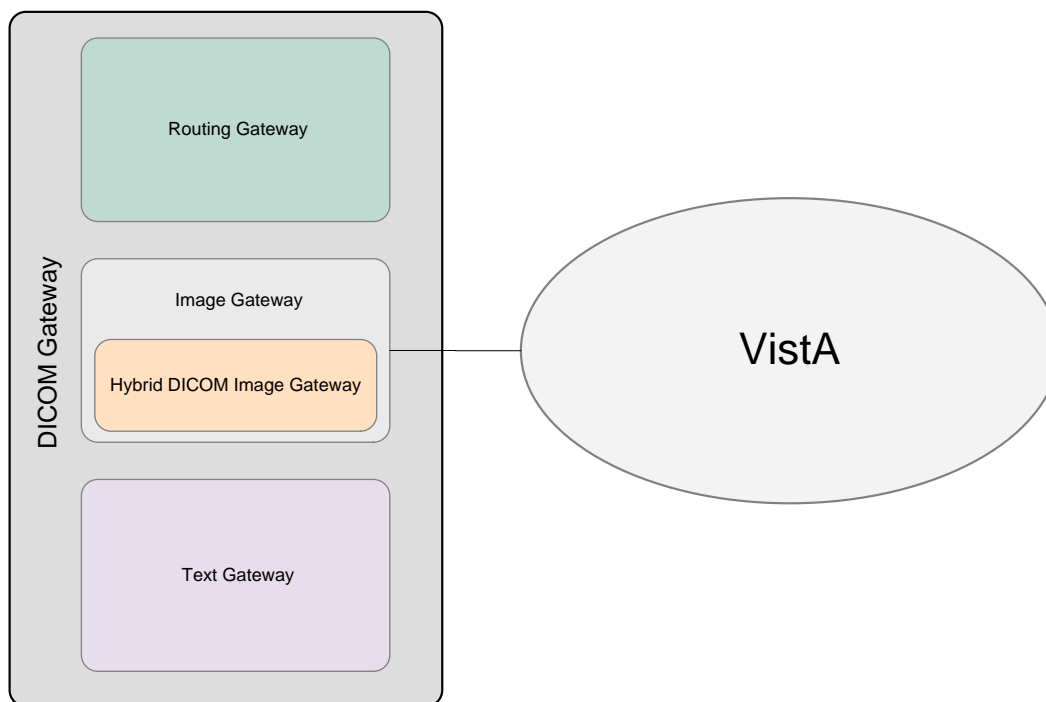 DICOM Gateway
Routing Gateway
Image Gateway
Hybrid DICOM Image Gateway
Text Gateway
VistA